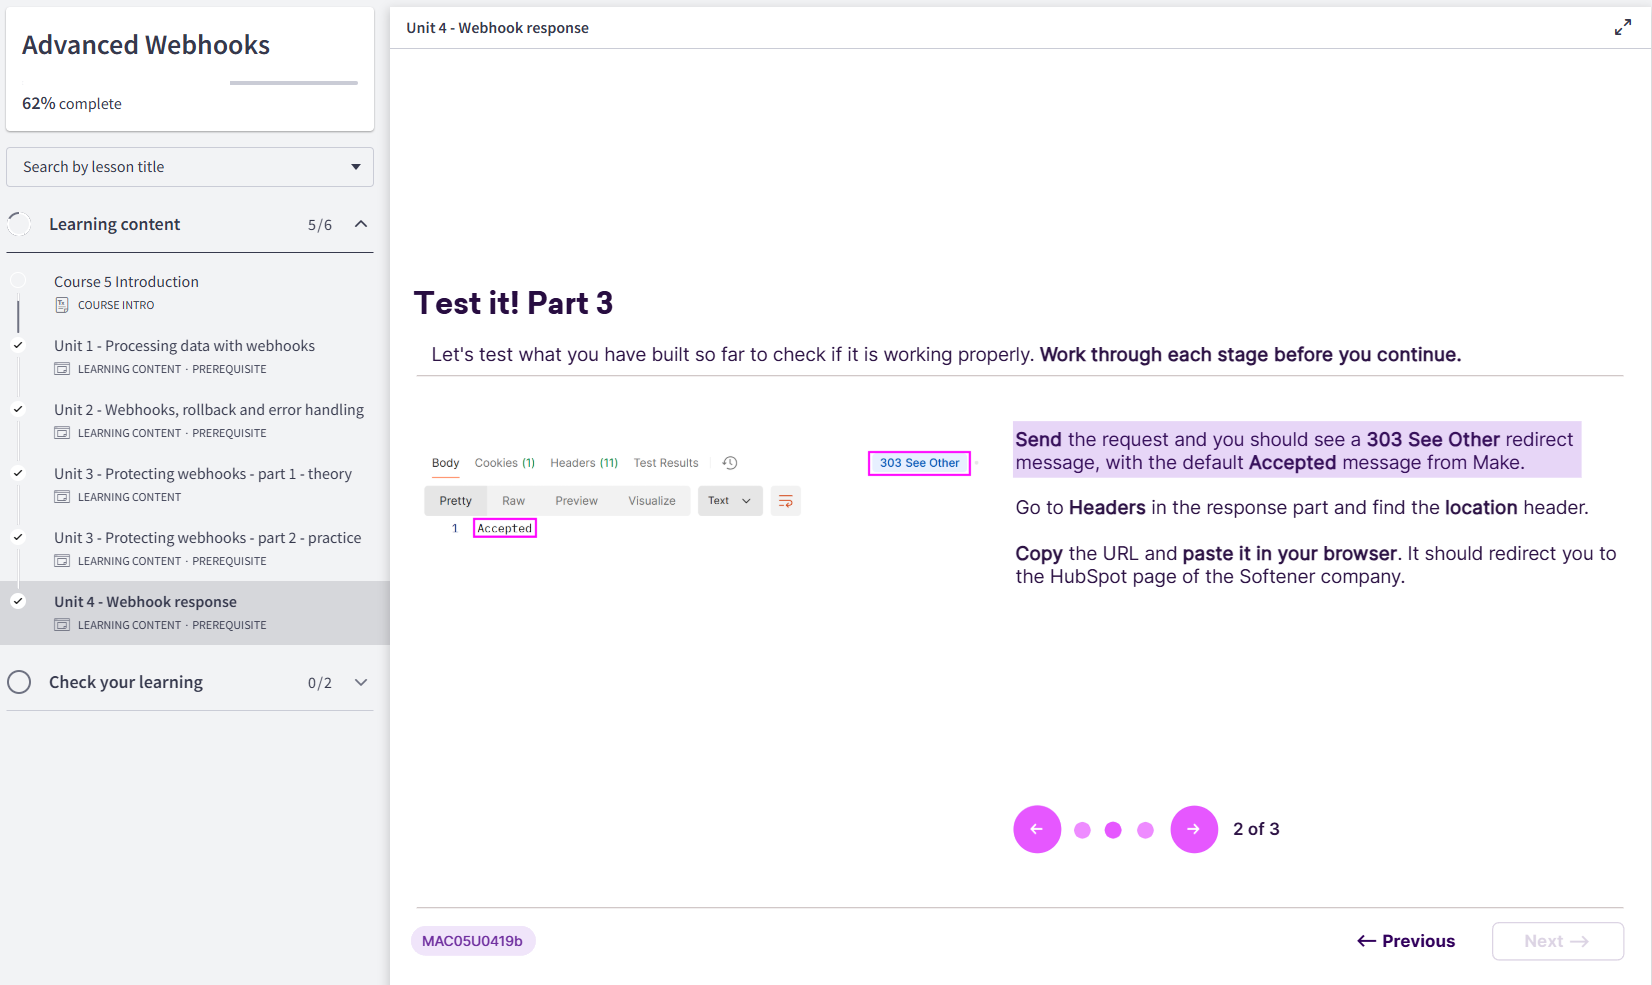 Advanced Webhooks
62% complete
Search by lesson title
Learning content 5/6
Course 5 Introduction
COURSE INTRO
Unit 1 - Processing data with webhooks
LEARNING CONTENT · PREREQUISITE
Unit 2 - Webhooks, rollback and error handling
LEARNING CONTENT · PREREQUISITE
Unit 3 - Protecting webhooks - part 1 - theory
LEARNING CONTENT
Unit 3 - Protecting webhooks - part 2 - practice
LEARNING CONTENT · PREREQUISITE
Unit 4 - Webhook response
LEARNING CONTENT · PREREQUISITE
Check your learning 0/2
Unit 4 - Webhook response
Test it! Part 3
Let's test what you have built so far to check if it is working properly. Work through each stage before you continue.
Body Cookies (1) Headers (11) Test Results 303 See Other
Pretty Raw Preview Visualize Text
1 Accepted
Send the request and you should see a 303 See Other redirect
message, with the default Accepted message from Make.
Go to Headers in the response part and find the location header.
Copy the URL and paste it in your browser. It should redirect you to
the HubSpot page of the Softener company.
2 of 3
MAC05U0419b
← Previous
Next →